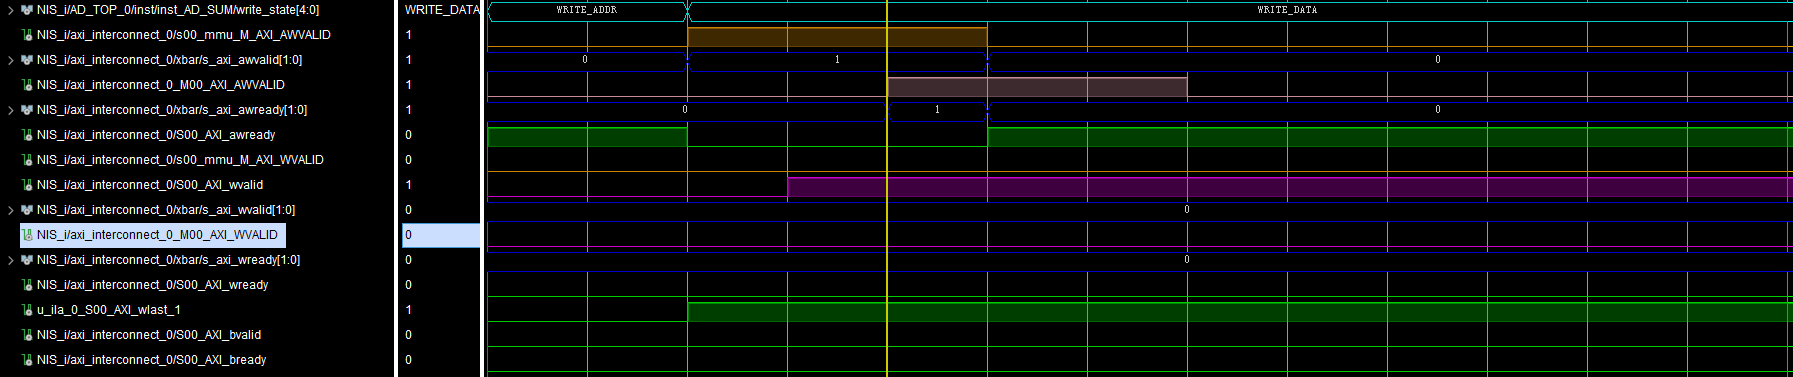 NIS_i/AD_TOP_0/inst/inst_AD_SUM/write_state[4:0] WRITE_DATA WRITE_ADDR WRITE_DATA
NIS_i/axi_interconnect_0/s00_mmu_M_AXI_AWVALID 1
NIS_i/axi_interconnect_0/xbar/s_axi_awvalid[1:0] 1 0 1 0
NIS_i/axi_interconnect_0_M00_AXI_AWVALID 1
NIS_i/axi_interconnect_0/xbar/s_axi_awready[1:0] 1 0 1 0
NIS_i/axi_interconnect_0/S00_AXI_awready 0
NIS_i/axi_interconnect_0/s00_mmu_M_AXI_WVALID 0
NIS_i/axi_interconnect_0/S00_AXI_wvalid 1
NIS_i/axi_interconnect_0/xbar/s_axi_wvalid[1:0] 0 0
NIS_i/axi_interconnect_0_M00_AXI_WVALID 0
NIS_i/axi_interconnect_0/xbar/s_axi_wready[1:0] 0 0
NIS_i/axi_interconnect_0/S00_AXI_wready 0
u_ila_0_S00_AXI_wlast_1 1
NIS_i/axi_interconnect_0/S00_AXI_bvalid 0
NIS_i/axi_interconnect_0/S00_AXI_bready 0